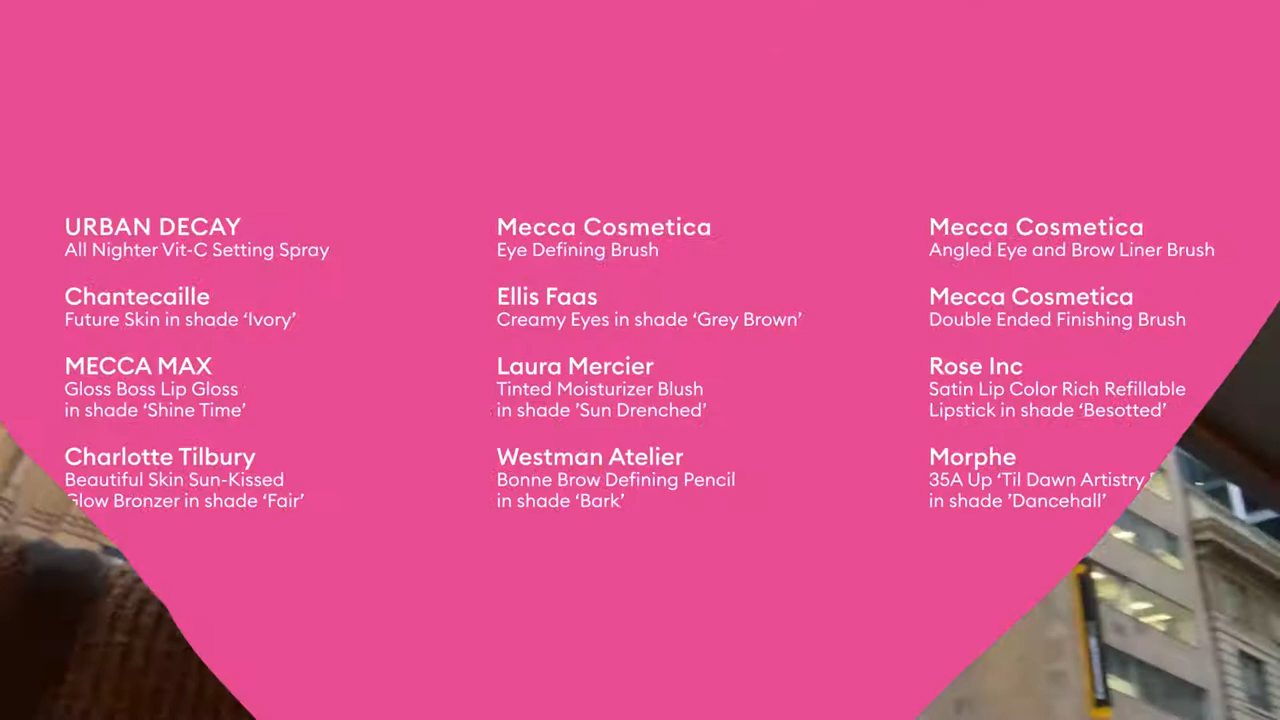 URBAN DECAY
All Nighter Vit-C Setting Spray
Chantecaille
Future Skin in shade ‘Ivory’
MECCA MAX
Gloss Boss Lip Gloss
in shade ‘Shine Time’
Charlotte Tilbury
Beautiful Skin Sun-Kissed
Glow Bronzer in shade ‘Fair’
Mecca Cosmetica
Eye Defining Brush
Ellis Faas
Creamy Eyes in shade ‘Grey Brown’
Laura Mercier
Tinted Moisturizer Blush
in shade ’Sun Drenched’
Westman Atelier
Bonne Brow Defining Pencil
in shade ‘Bark’
Mecca Cosmetica
Angled Eye and Brow Liner Brush
Mecca Cosmetica
Double Ended Finishing Brush
Rose Inc
Satin Lip Color Rich Refillable
Lipstick in shade ‘Besotted’
Morphe
35A Up ‘Til Dawn Artistry
in shade ’Dancehall’